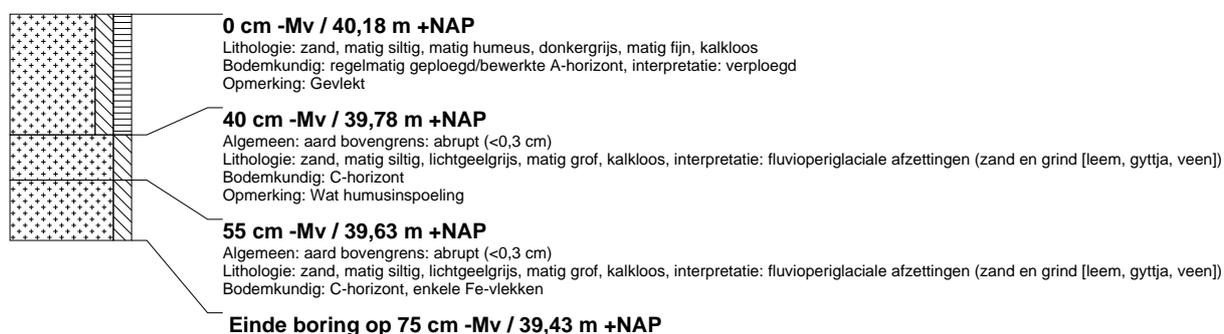 0 cm -Mv / 40,18 m +NAP
Lithologie: zand, matig siltig, matig humeus, donkergrijs, matig fijn, kalkloos
Bodemkundig: regelmatig geploegd/bewerkte A-horizont, interpretatie: verploegd
Opmerking: Gevlekt
40 cm -Mv / 39,78 m +NAP
Algemeen: aard bovengrens: abrupt (<0,3 cm)
Lithologie: zand, matig siltig, lichtgeelgrijs, matig grof, kalkloos, interpretatie: fluvioperiglaciale afzettingen (zand en grind [leem, gyttja, veen])
Bodemkundig: C-horizont
Opmerking: Wat humusinspoeling
55 cm -Mv / 39,63 m +NAP
Algemeen: aard bovengrens: abrupt (<0,3 cm)
Lithologie: zand, matig siltig, lichtgeelgrijs, matig grof, kalkloos, interpretatie: fluvioperiglaciale afzettingen (zand en grind [leem, gyttja, veen])
Bodemkundig: C-horizont, enkele Fe-vlekken
Einde boring op 75 cm -Mv / 39,43 m +NAP